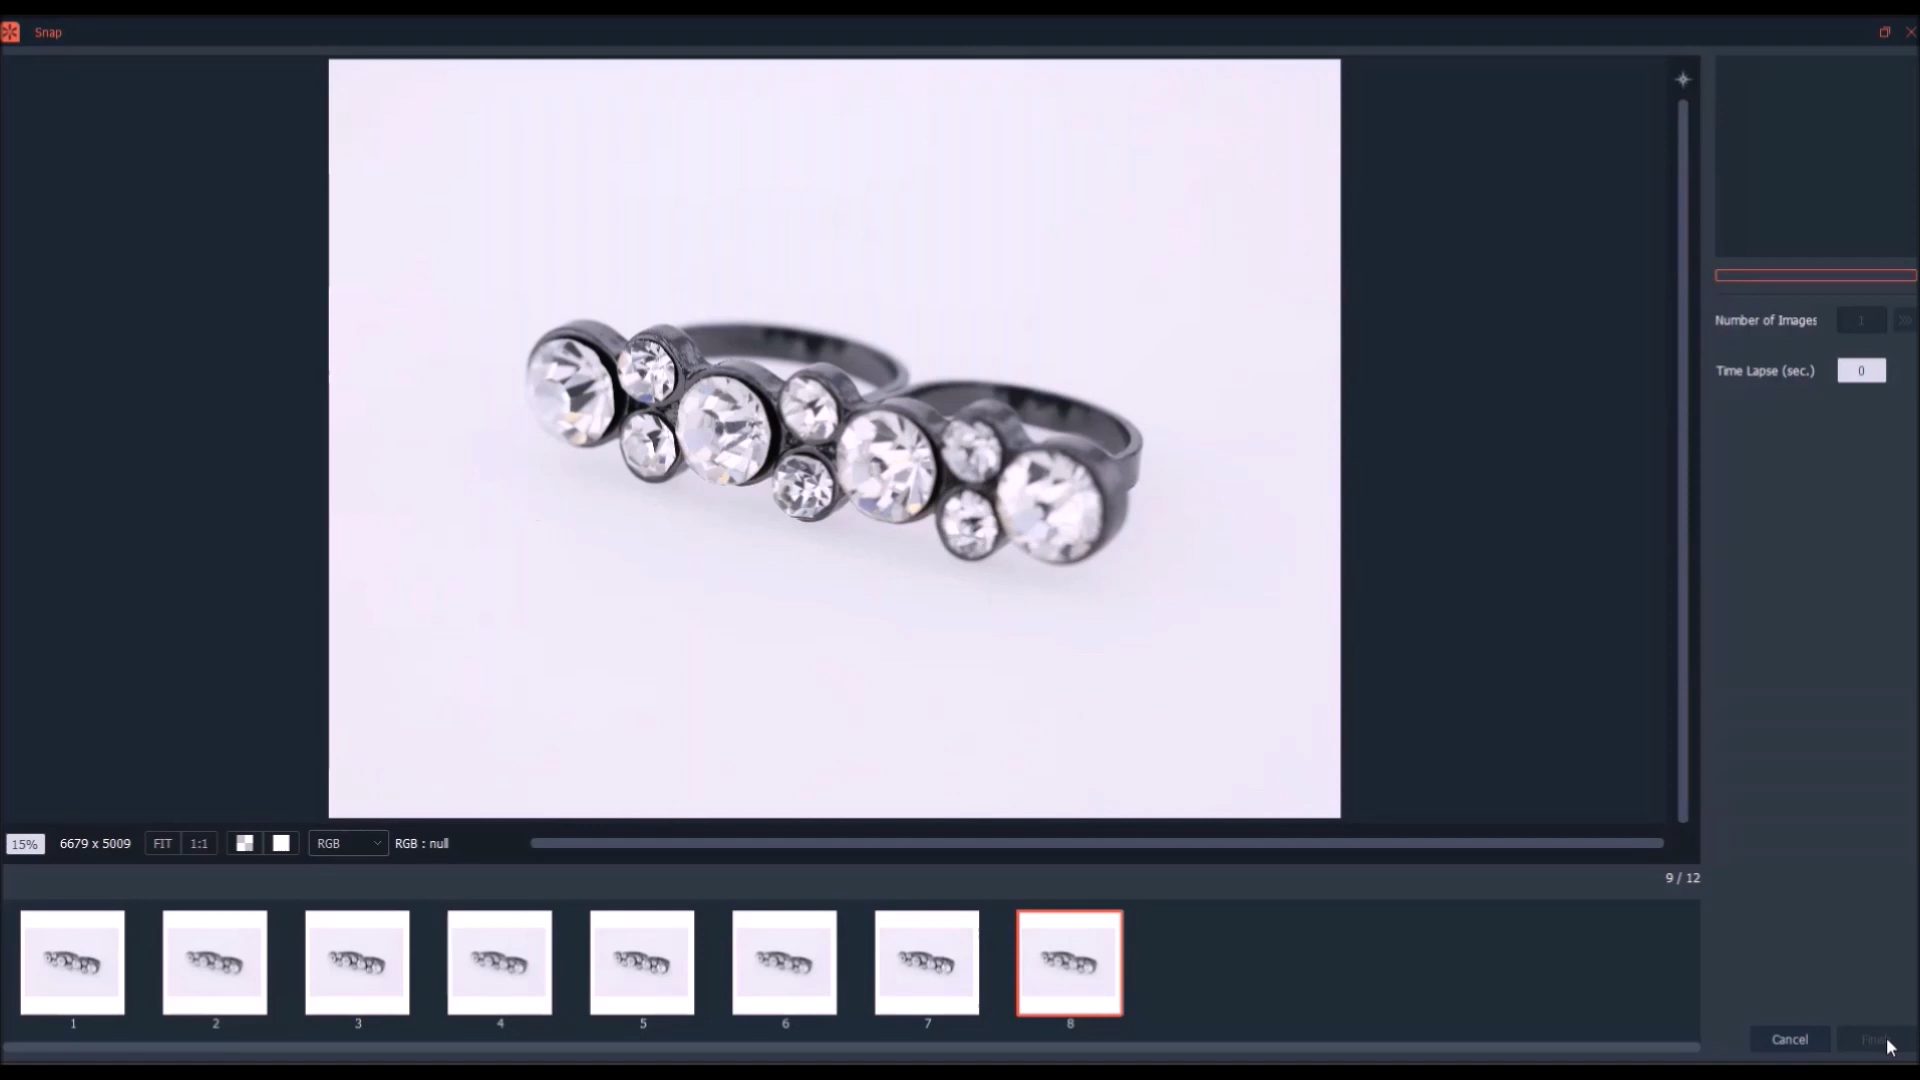 Snap
Number of Images 1
Time Lapse (sec.) 0
15% 6679 x 5009 FIT 1:1 RGB RGB : null
9 / 12
1 2 3 4 5 6 7 8
Cancel